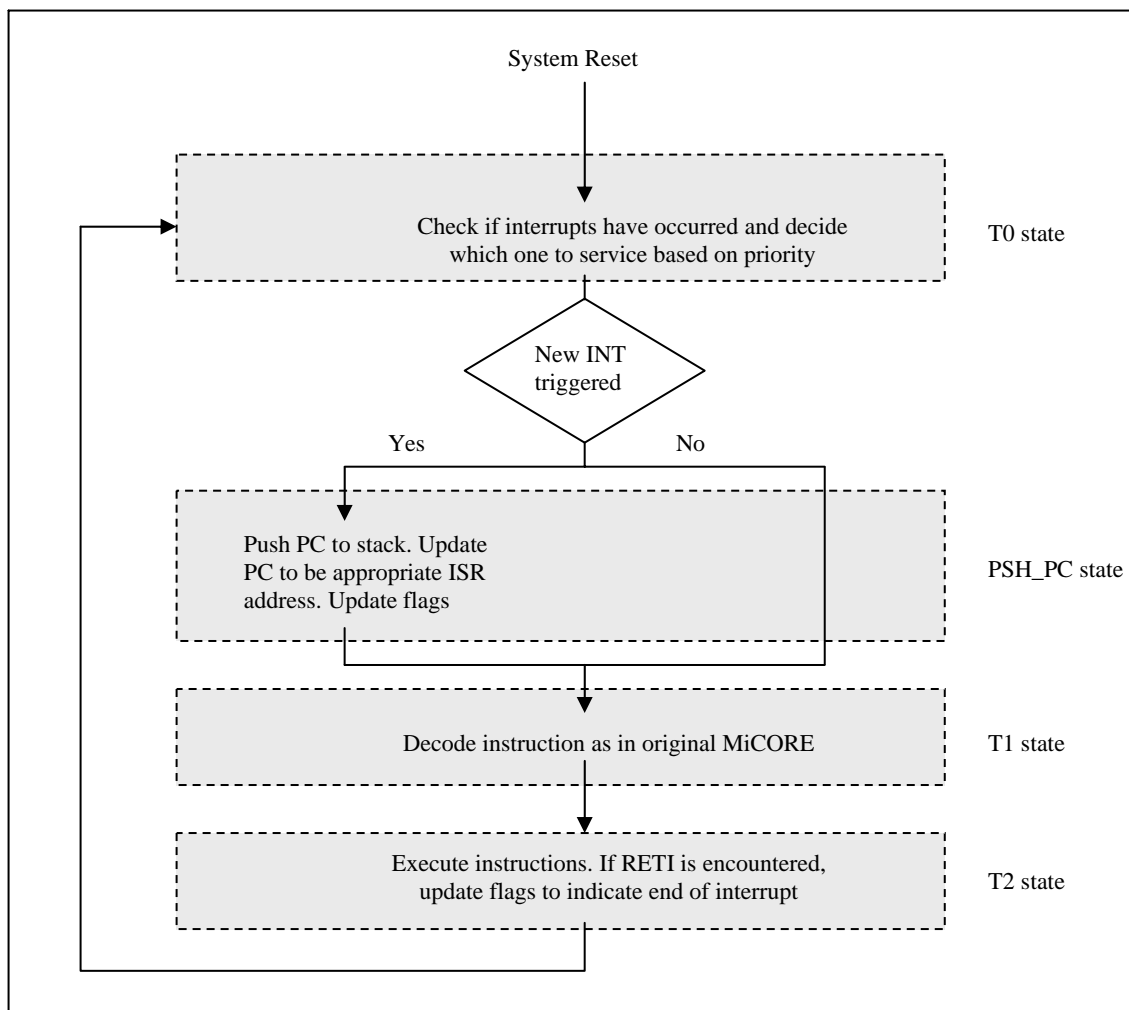 System Reset
Check if interrupts have occurred and decide
which one to service based on priority
T0 state
New INT
triggered
Yes
No
Push PC to stack. Update
PC to be appropriate ISR
address. Update flags
PSH_PC state
Decode instruction as in original MiCORE
T1 state
Execute instructions. If RETI is encountered,
update flags to indicate end of interrupt
T2 state